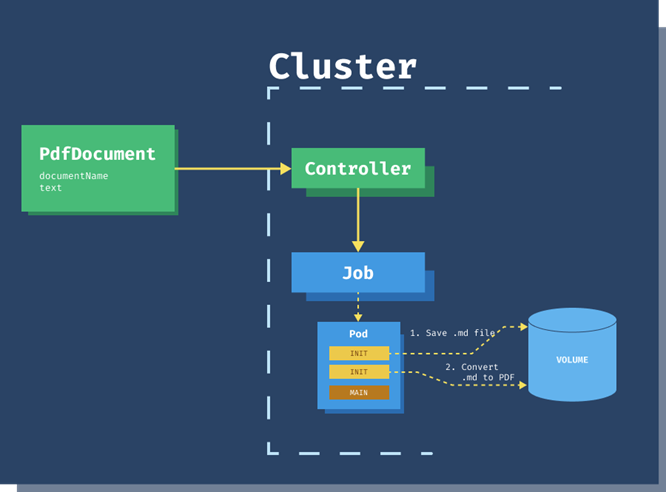 Cluster
PdfDocument
documentName
text
Controller
Job
Pod
INIT
INIT
MAIN
1. Save .md file
2. Convert
.md to PDF
VOLUME